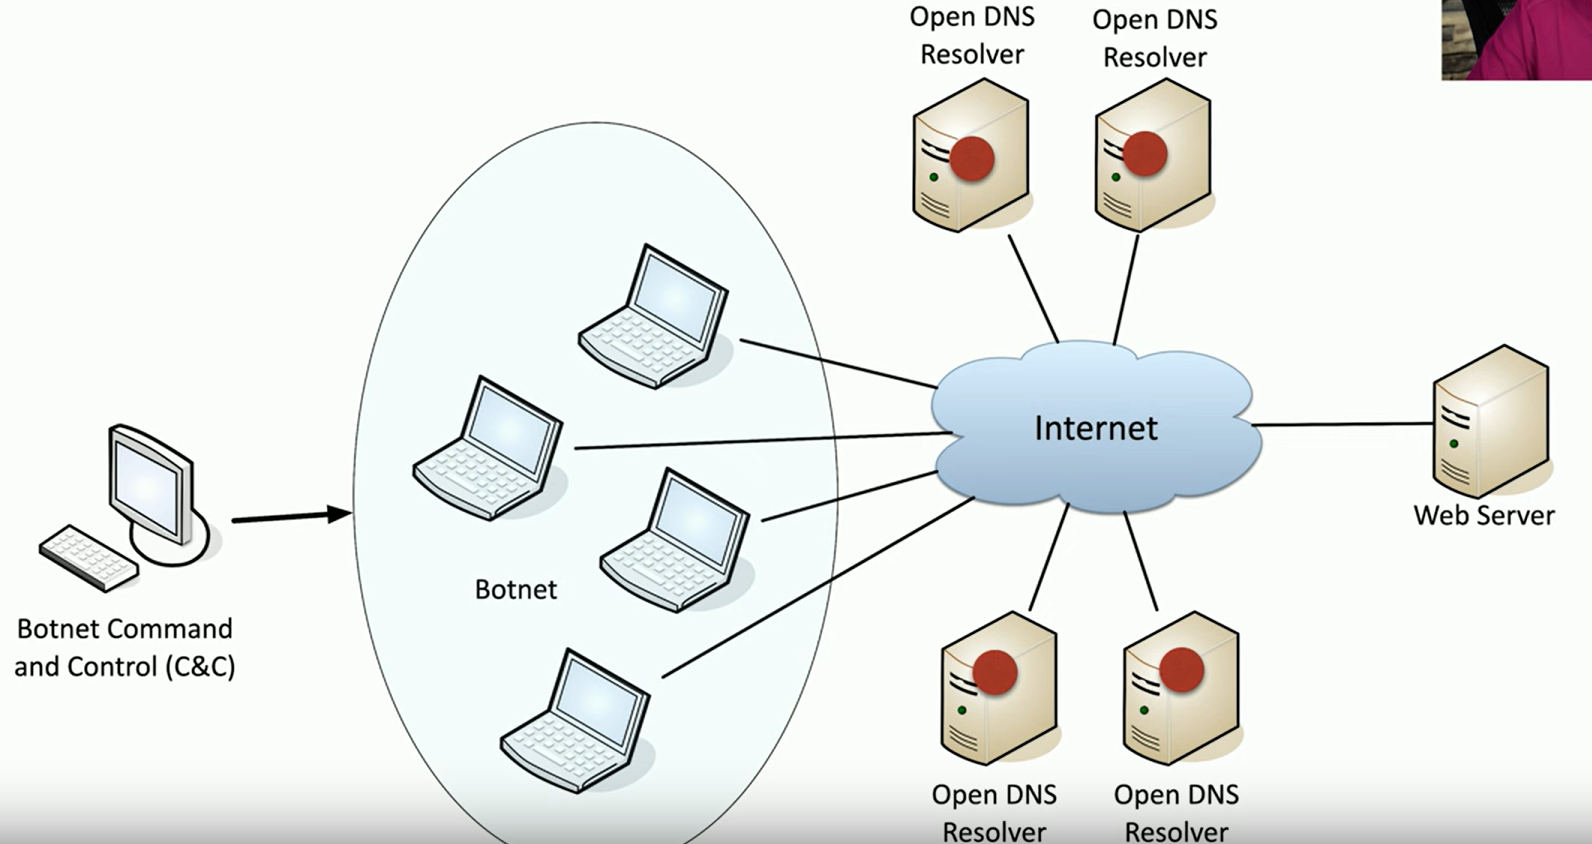 Open DNS
Resolver
Open DNS
Resolver
Internet
Web Server
Botnet
Botnet Command
and Control (C&C)
Open DNS
Resolver
Open DNS
Resolver